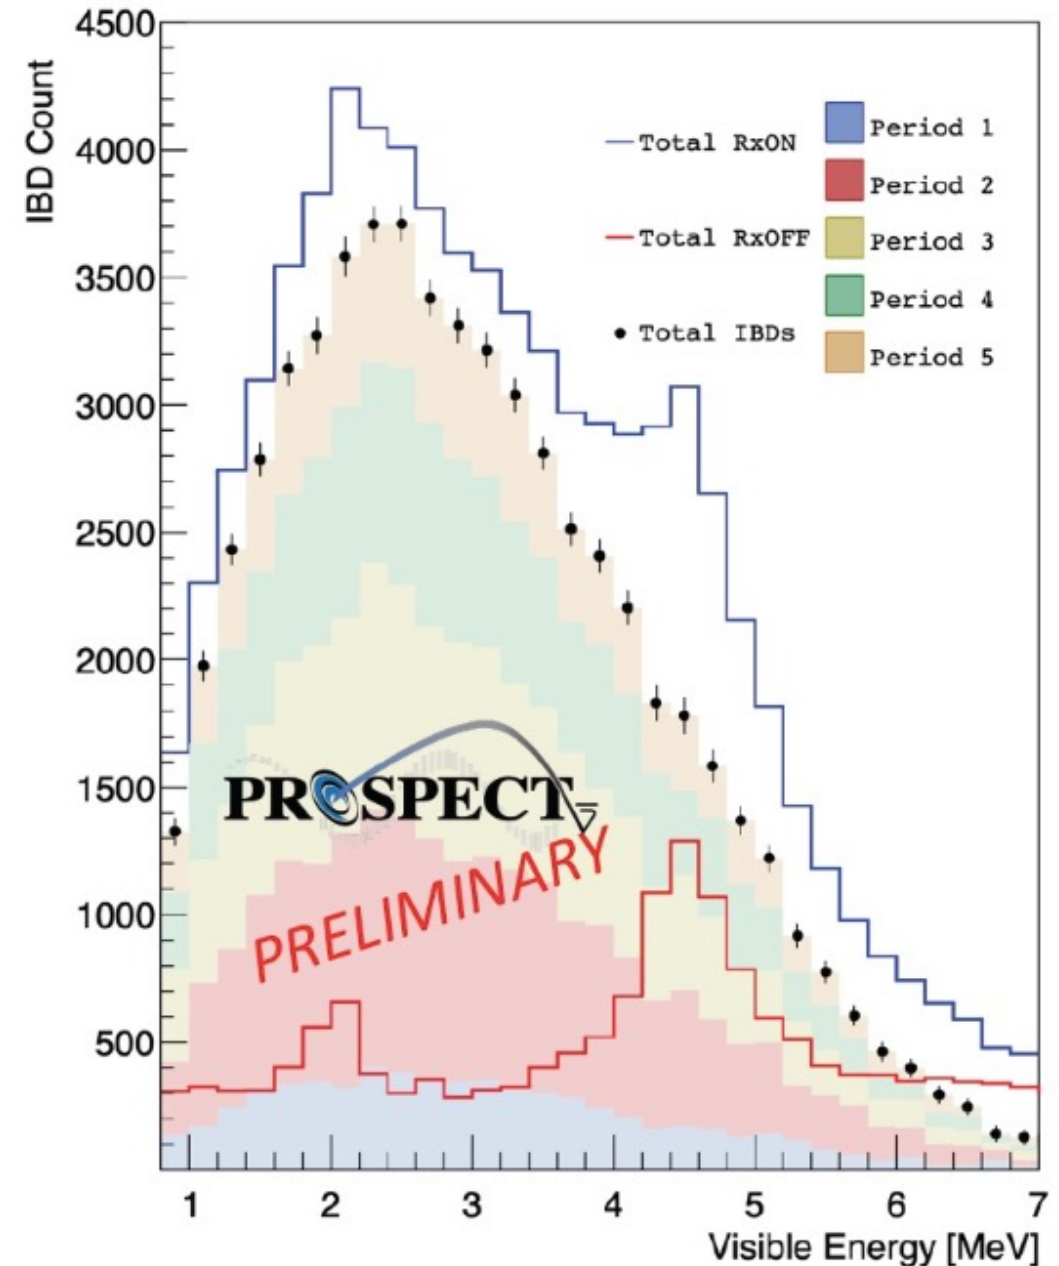 4500
4000
3500
3000
2500
2000
1500
1000
500
IBD Count
Total RxON
Total RxOFF
Total IBDs
Period 1
Period 2
Period 3
Period 4
Period 5
PROSPECT
PRELIMINARY
1 2 3 4 5 6 7
Visible Energy [MeV]